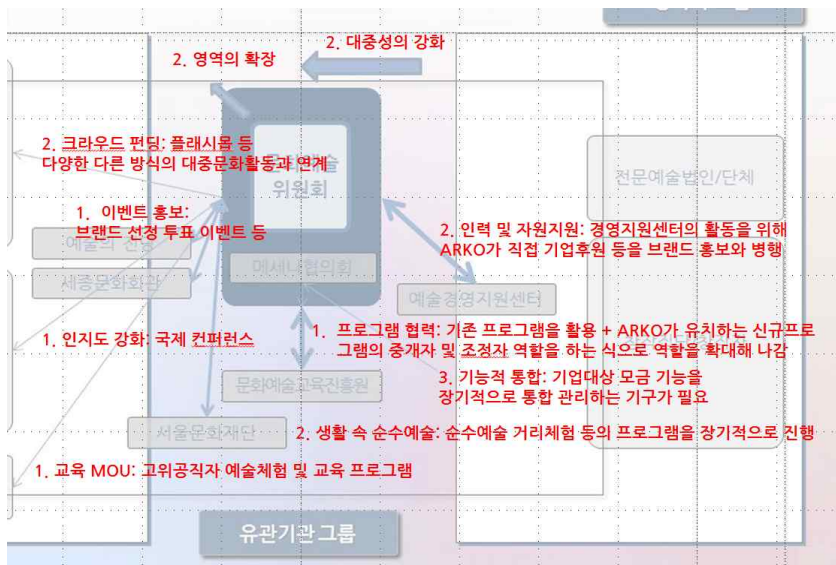 2. 대중성의 강화
2. 영역의 확장
2. 크라우드 펀딩: 플래시몹 등
다양한 다른 방식의 대중문화활동과 연계
문화예술
위원회
전문예술법인/단체
1. 이벤트 홍보:
브랜드 선정 투표 이벤트 등
예술의 전당
2. 인력 및 자원지원: 경영지원센터의 활동을 위해
ARKO가 직접 기업후원 등을 브랜드 홍보와 병행
메세나협의회
세종문화회관
예술경영지원센터
1. 인지도 강화: 국제 컨퍼런스
1. 프로그램 협력: 기존 프로그램을 활용 + ARKO가 유치하는 신규프로
그램의 중개자 및 조정자 역할을 하는 식으로 역할을 확대해 나감
3. 기능적 통합: 기업대상 모금 기능을
장기적으로 통합 관리하는 기구가 필요
문화예술교육진흥원
서울문화재단
2. 생활 속 순수예술: 순수예술 거리체험 등의 프로그램을 장기적으로 진행
1. 교육 MOU: 고위공직자 예술체험 및 교육 프로그램
유관기관 그룹